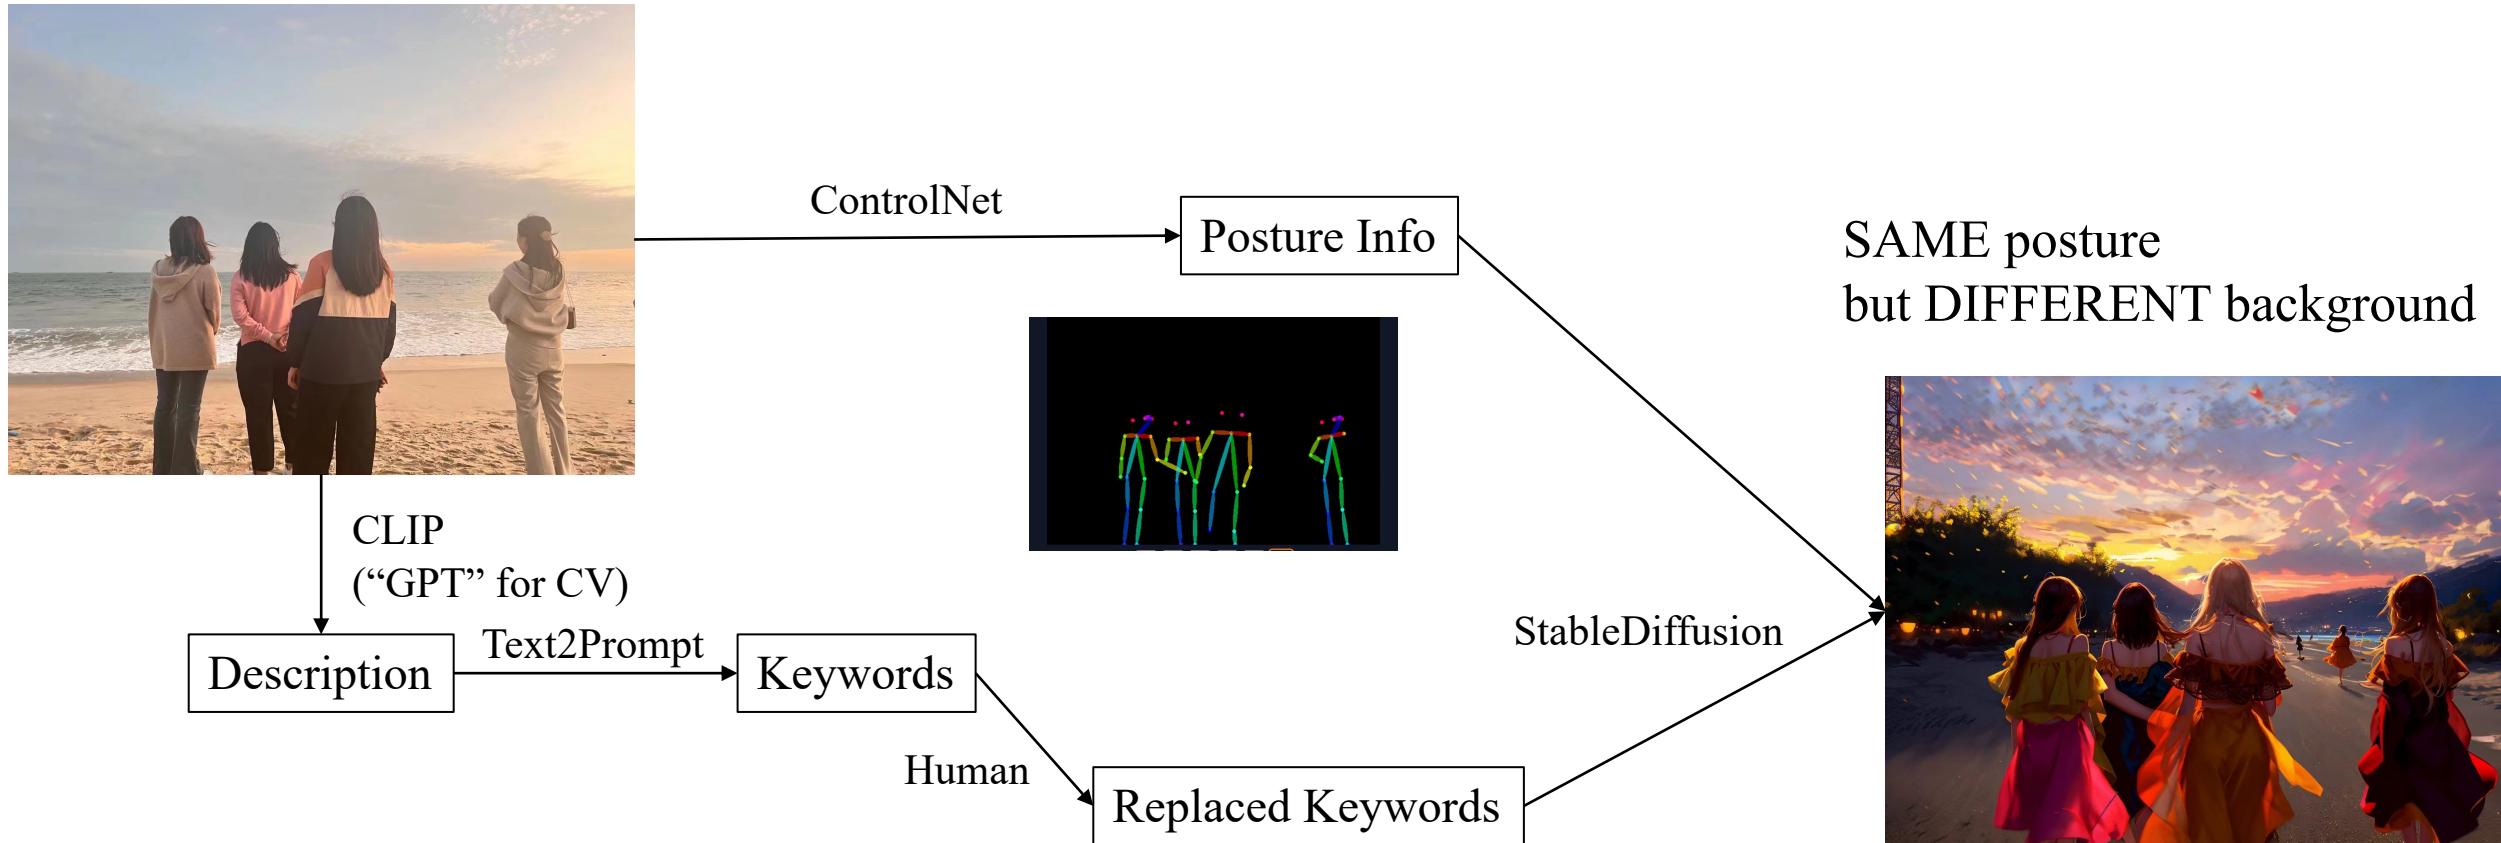 ControlNet
Posture Info
SAME posture
but DIFFERENT background
CLIP
(“GPT” for CV)
Text2Prompt
Description
Keywords
StableDiffusion
Human
Replaced Keywords